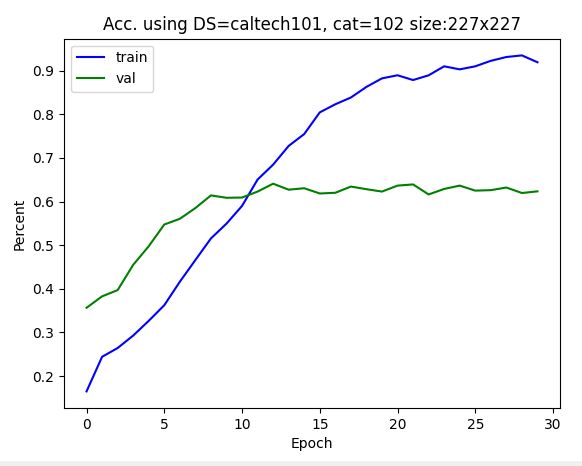 Acc. using DS=caltech101, cat=102 size:227x227
train
val
0.9
0.8
0.7
0.6
0.5
0.4
0.3
0.2
Percent
0 5 10 15 20 25 30
Epoch